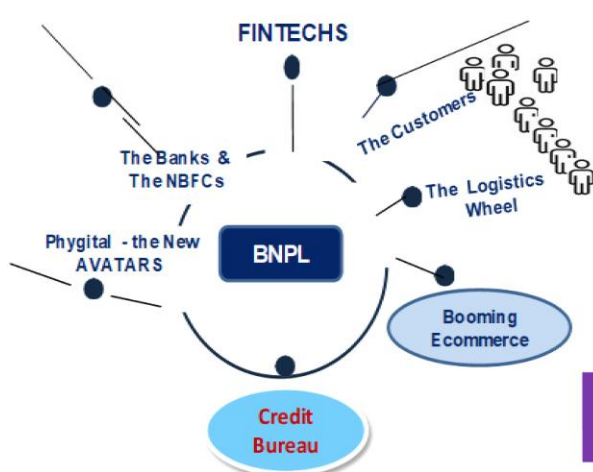 FINTECHS
The Customers
The Banks &
The NBFCs
The Logistics
Wheel
Phygital - the New
AVATARS
BNPL
Booming
Ecommerce
Credit
Bureau